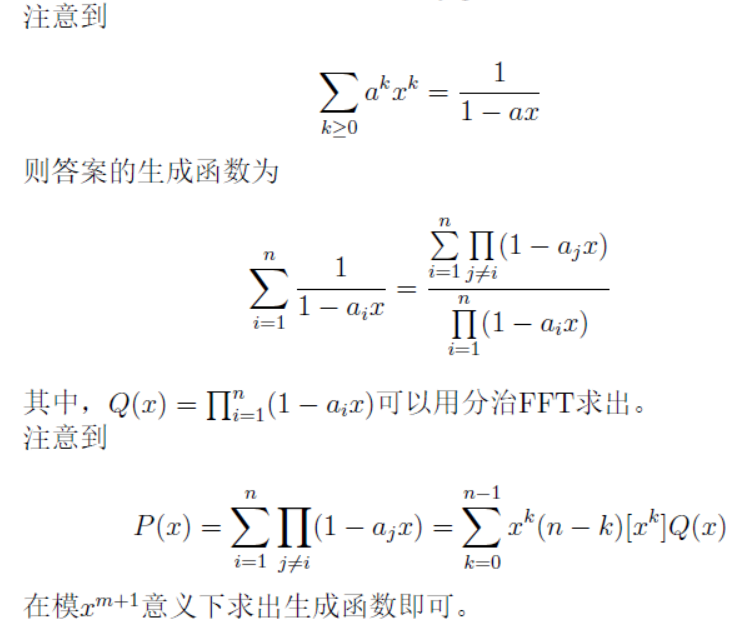 注意到
$$\sum_{k\geq 0} a^k x^k = \frac{1}{1-ax}$$
则答案的生成函数为
$$\sum_{i=1}^{n} \frac{1}{1-a_i x} = \frac{\sum\limits_{i=1}^{n} \prod\limits_{j\neq i} (1-a_j x)}{\prod\limits_{i=1}^{n} (1-a_i x)}$$
其中，$Q(x) = \prod_{i=1}^{n}(1-a_i x)$可以用分治FFT求出。
注意到
$$P(x) = \sum_{i=1}^{n} \prod_{j\neq i} (1-a_j x) = \sum_{k=0}^{n-1} x^k (n-k)[x^k]Q(x)$$
在模$x^{m+1}$意义下求出生成函数即可。